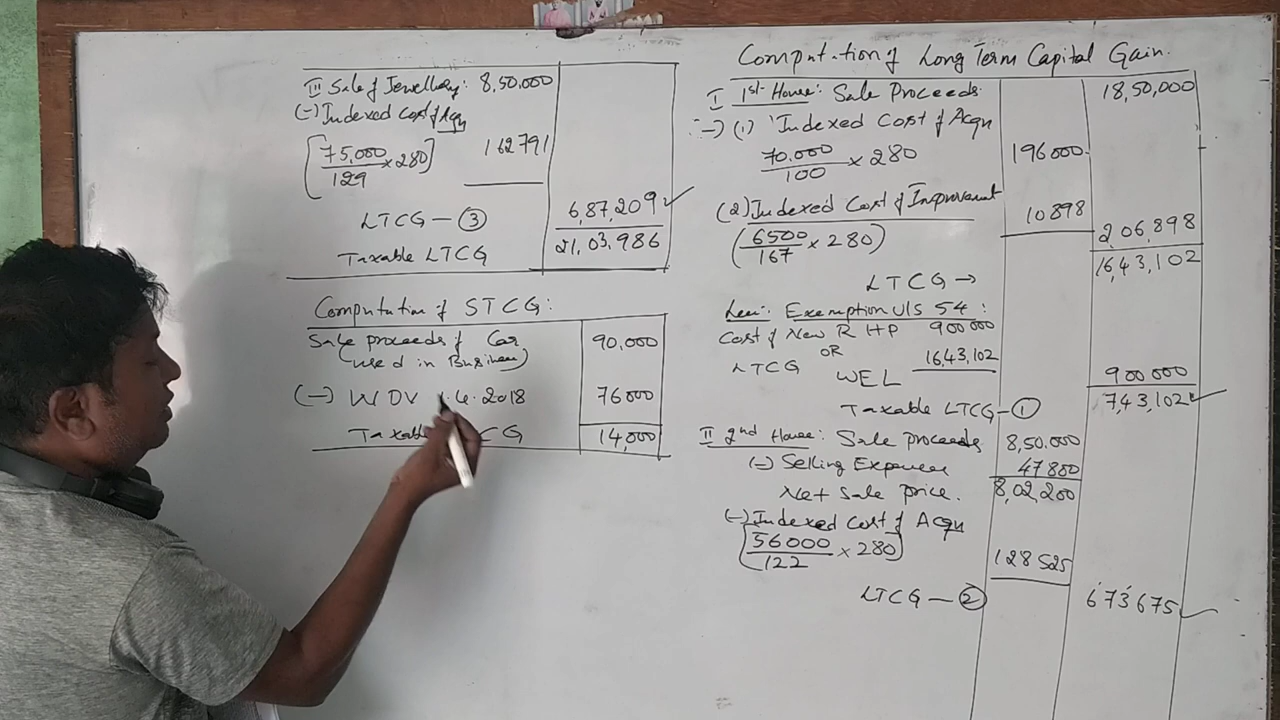 Computation of Long Term Capital Gain.
I 1st House: Sale Proceeds 18,50,000
(-) (1) Indexed Cost of Acqn
70.000/100 × 280 196000
(2) Indexed Cost of Improvement 10898
(6500/167 × 280) 2,06,898
LTCG → 16,43,102
Less: Exemption U/S 54:
Cost of New R HP 900000
OR
LTCG 16,43,102
WEL 900000
Taxable LTCG - ① 7,43,102
II 2nd House: Sale proceeds 8,50.000
(-) Selling Expenses 47800
Net Sale price. 8,02,200
(-) Indexed Cost of Acqn
(56000/122 × 280) 128525
LTCG - ② 673675
III Sale of Jewellery: 8,50,000
(-) Indexed Cost of Aqn
[75,000/129 × 280] 162791
LTCG - ③ 6,87,209
Taxable LTCG 21,03,986
Computation of STCG:
Sale proceeds of Car 90,000
(used in Business)
(-) WDV 4.2018 76000
14,000